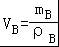 V_B = m_B / ρ_B